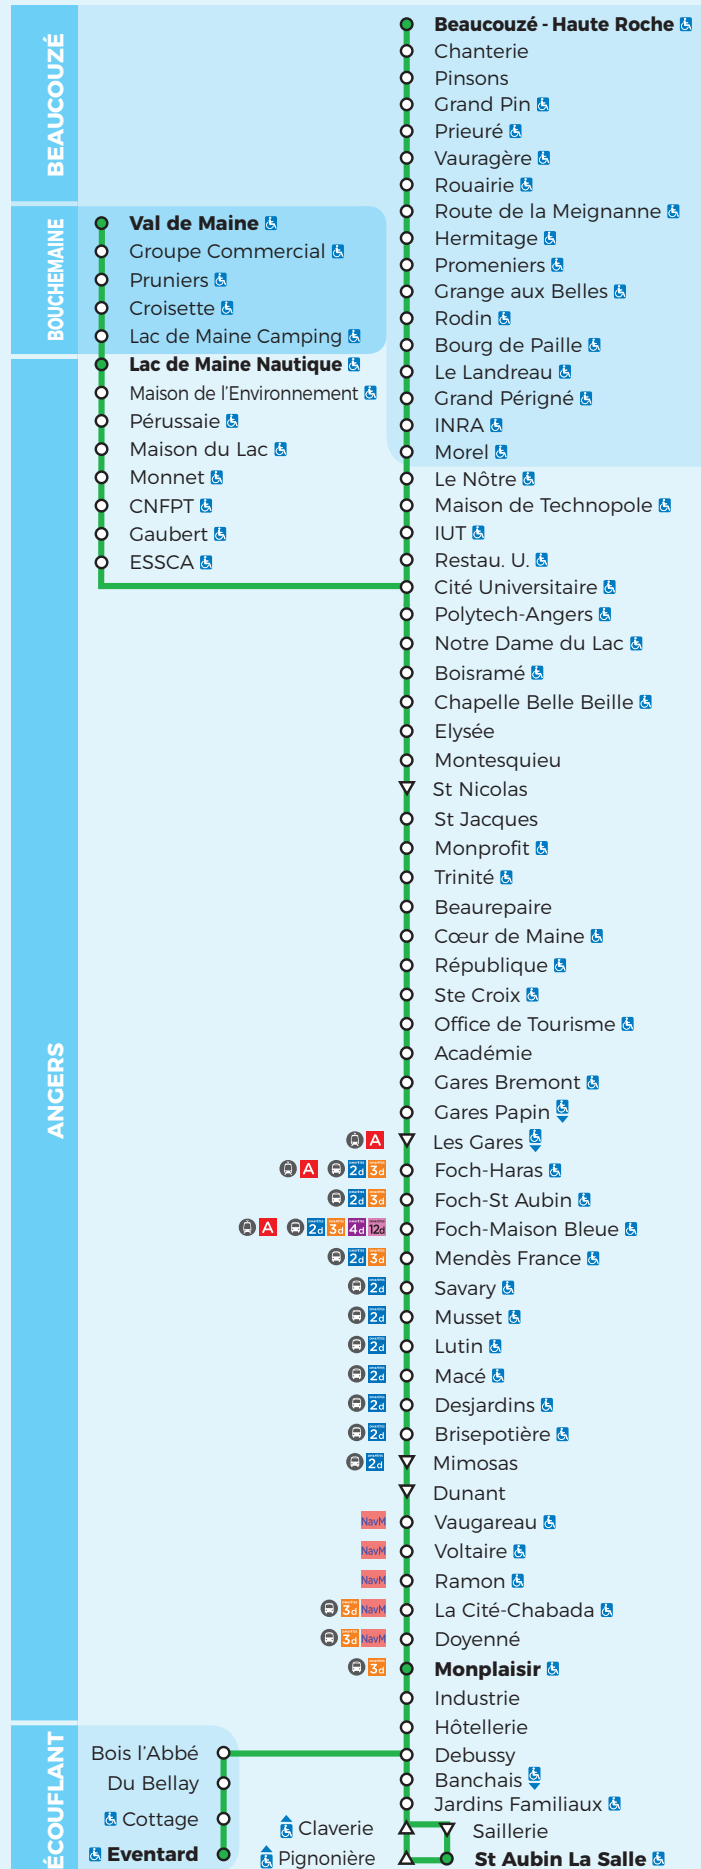 BEAUCOUZÉ
Beaucouzé - Haute Roche
Chanterie
Pinsons
Grand Pin
Prieuré
Vauragère
Rouairie
Route de la Meignanne
Hermitage
Promeniers
Grange aux Belles
Rodin
Bourg de Paille
Le Landreau
Grand Périgné
INRA
Morel
BOUCHEMAINE
Val de Maine
Groupe Commercial
Pruniers
Croisette
Lac de Maine Camping
ANGERS
Lac de Maine Nautique
Maison de l'Environnement
Pérussaie
Maison du Lac
Monnet
CNFPT
Gaubert
ESSCA
Le Nôtre
Maison de Technopole
IUT
Restau. U.
Cité Universitaire
Polytech-Angers
Notre Dame du Lac
Boisramé
Chapelle Belle Beille
Elysée
Montesquieu
St Nicolas
St Jacques
Monprofit
Trinité
Beaurepaire
Cœur de Maine
République
Ste Croix
Office de Tourisme
Académie
Gares Bremont
Gares Papin
A Les Gares
A 2d 3d Foch-Haras
2d 3d Foch-St Aubin
A 2d 3d 4d 12d Foch-Maison Bleue
2d 3d Mendès France
2d Savary
2d Musset
2d Lutin
2d Macé
2d Desjardins
2d Brisepotière
2d Mimosas
Dunant
NavM Vaugareau
NavM Voltaire
NavM Ramon
3d NavM La Cité-Chabada
3d NavM Doyenné
3d Monplaisir
Industrie
Hôtellerie
ÉCOUFLANT
Bois l'Abbé
Du Bellay
Cottage
Eventard
Debussy
Banchais
Jardins Familiaux
Claverie
Saillerie
Pignonière
St Aubin La Salle